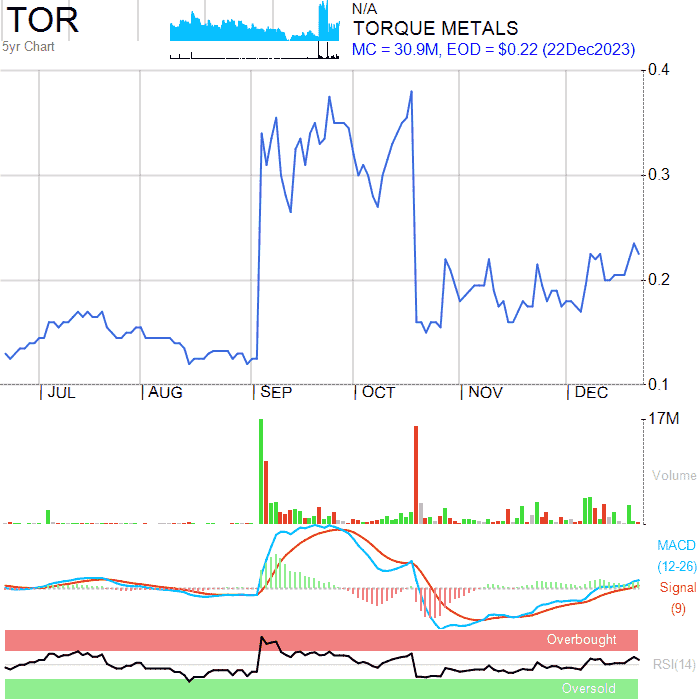 TOR
5yr Chart
N/A
TORQUE METALS
MC = 30.9M, EOD = $0.22 (22Dec2023)
0.4
0.3
0.2
0.1
JUL
AUG
SEP
OCT
NOV
DEC
17M
Volume
MACD
(12-26)
Signal
(9)
Overbought
RSI(14)
Oversold